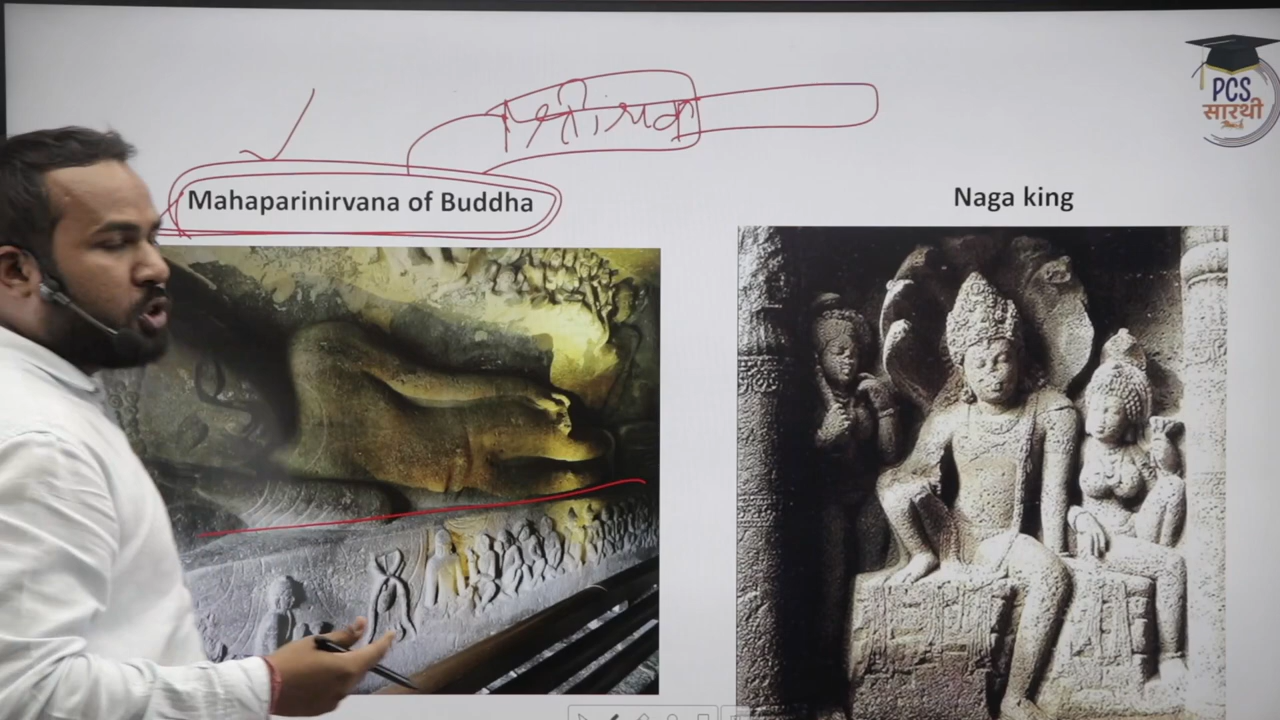 PCS
सारथी
Mahaparinirvana of Buddha
Naga king